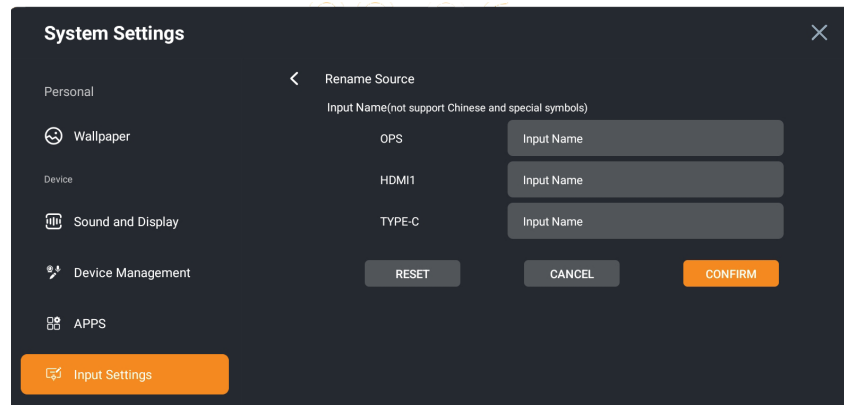 System Settings
Personal
Wallpaper
Device
Sound and Display
Device Management
APPS
Input Settings
Rename Source
Input Name(not support Chinese and special symbols)
OPS Input Name
HDMI1 Input Name
TYPE-C Input Name
RESET CANCEL CONFIRM